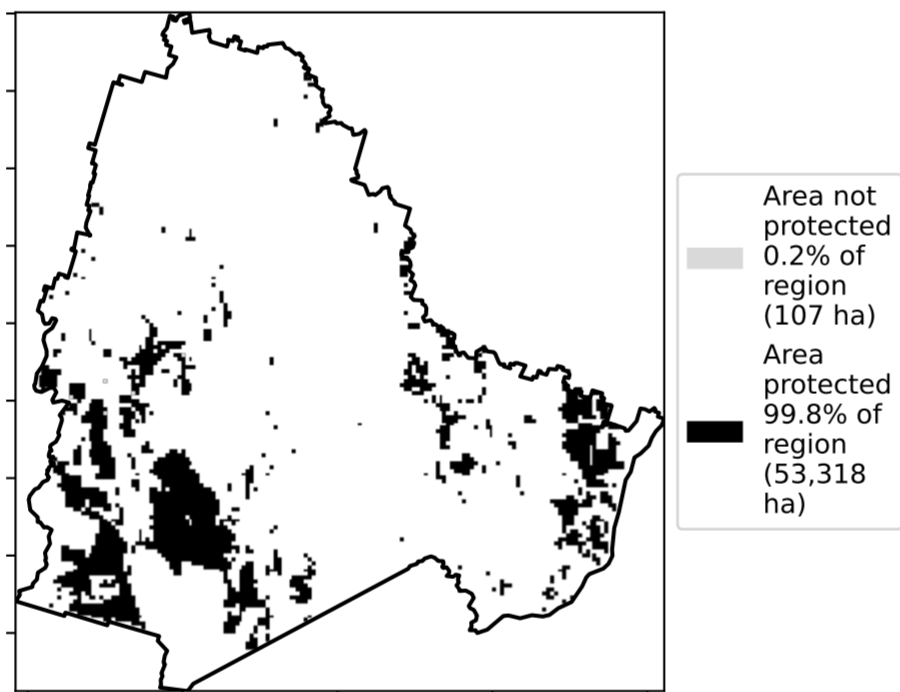 Area not
protected
0.2% of
region
(107 ha)
Area
protected
99.8% of
region
(53,318
ha)